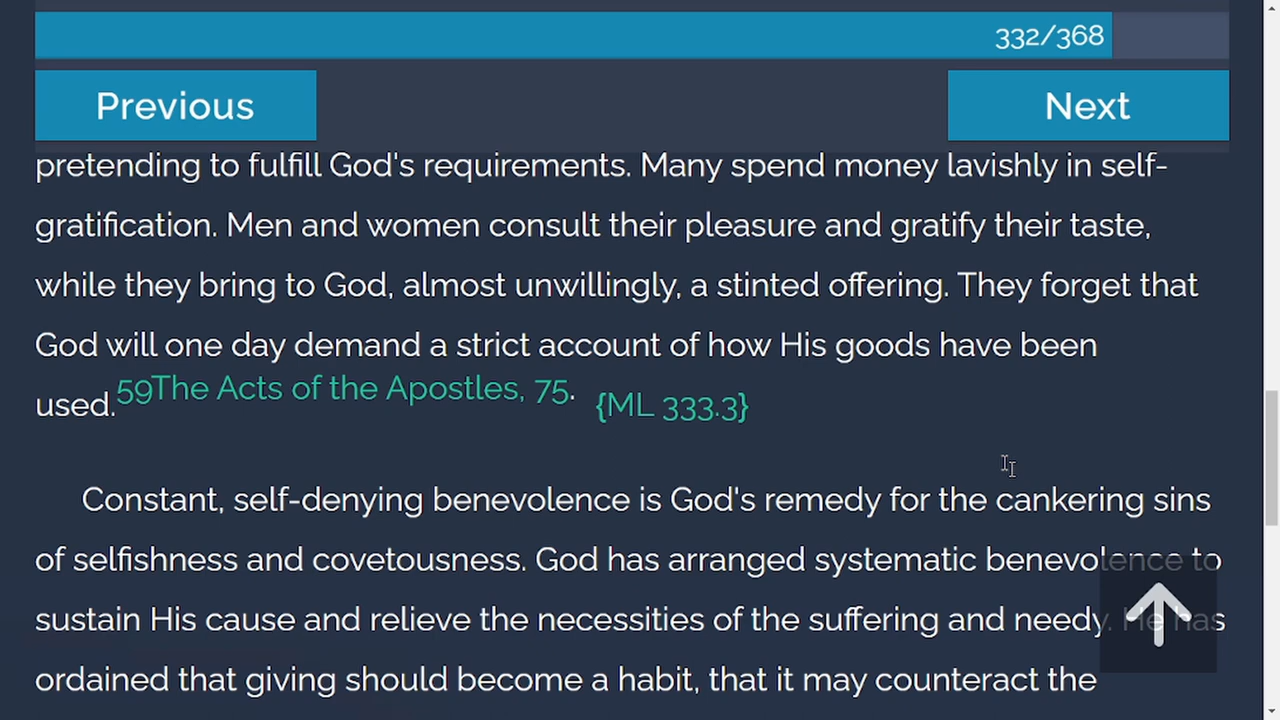 332/368
Previous
Next
pretending to fulfill God's requirements. Many spend money lavishly in self-
gratification. Men and women consult their pleasure and gratify their taste,
while they bring to God, almost unwillingly, a stinted offering. They forget that
God will one day demand a strict account of how His goods have been
used.59The Acts of the Apostles, 75. {ML 333.3}
Constant, self-denying benevolence is God's remedy for the cankering sins
of selfishness and covetousness. God has arranged systematic benevolence to
sustain His cause and relieve the necessities of the suffering and needy. He has
ordained that giving should become a habit, that it may counteract the